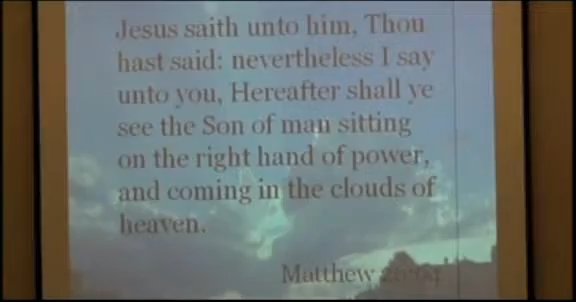 Jesus saith unto him, Thou
hast said: nevertheless I say
unto you, Hereafter shall ye
see the Son of man sitting
on the right hand of power,
and coming in the clouds of
heaven.
Matthew